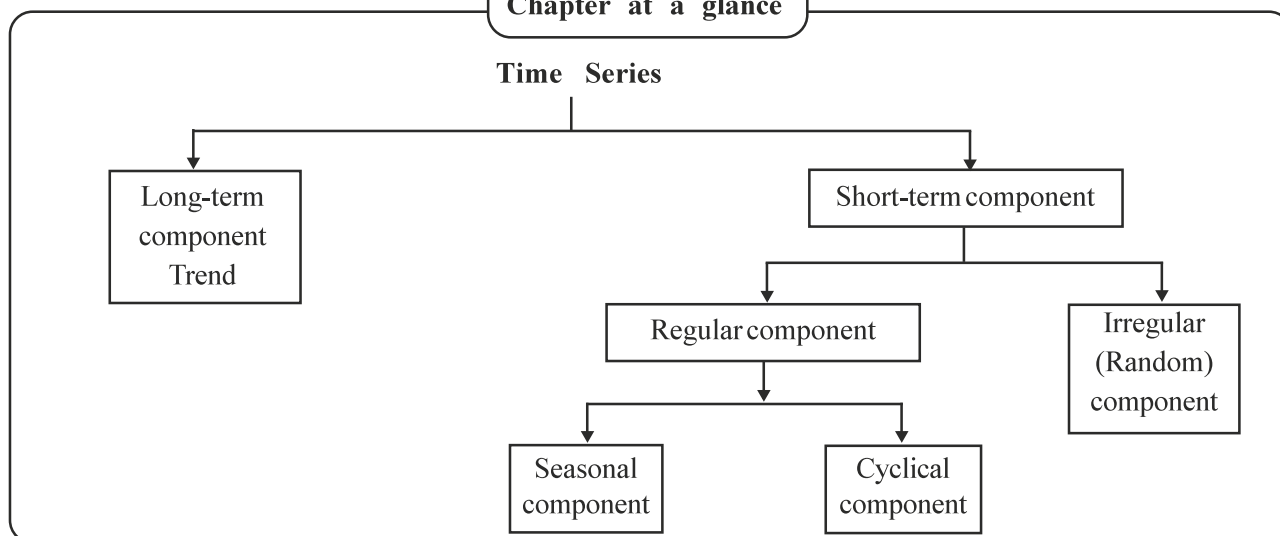 Chapter at a glance
Time Series
Long-term
component
Trend
Short-term component
Regular component
Irregular
(Random)
component
Seasonal
component
Cyclical
component